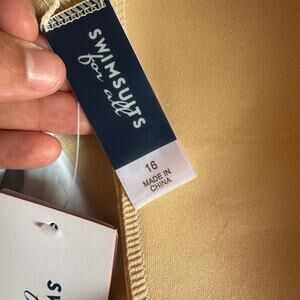 SWIMSUITS
for all
16
MADE IN
CHINA